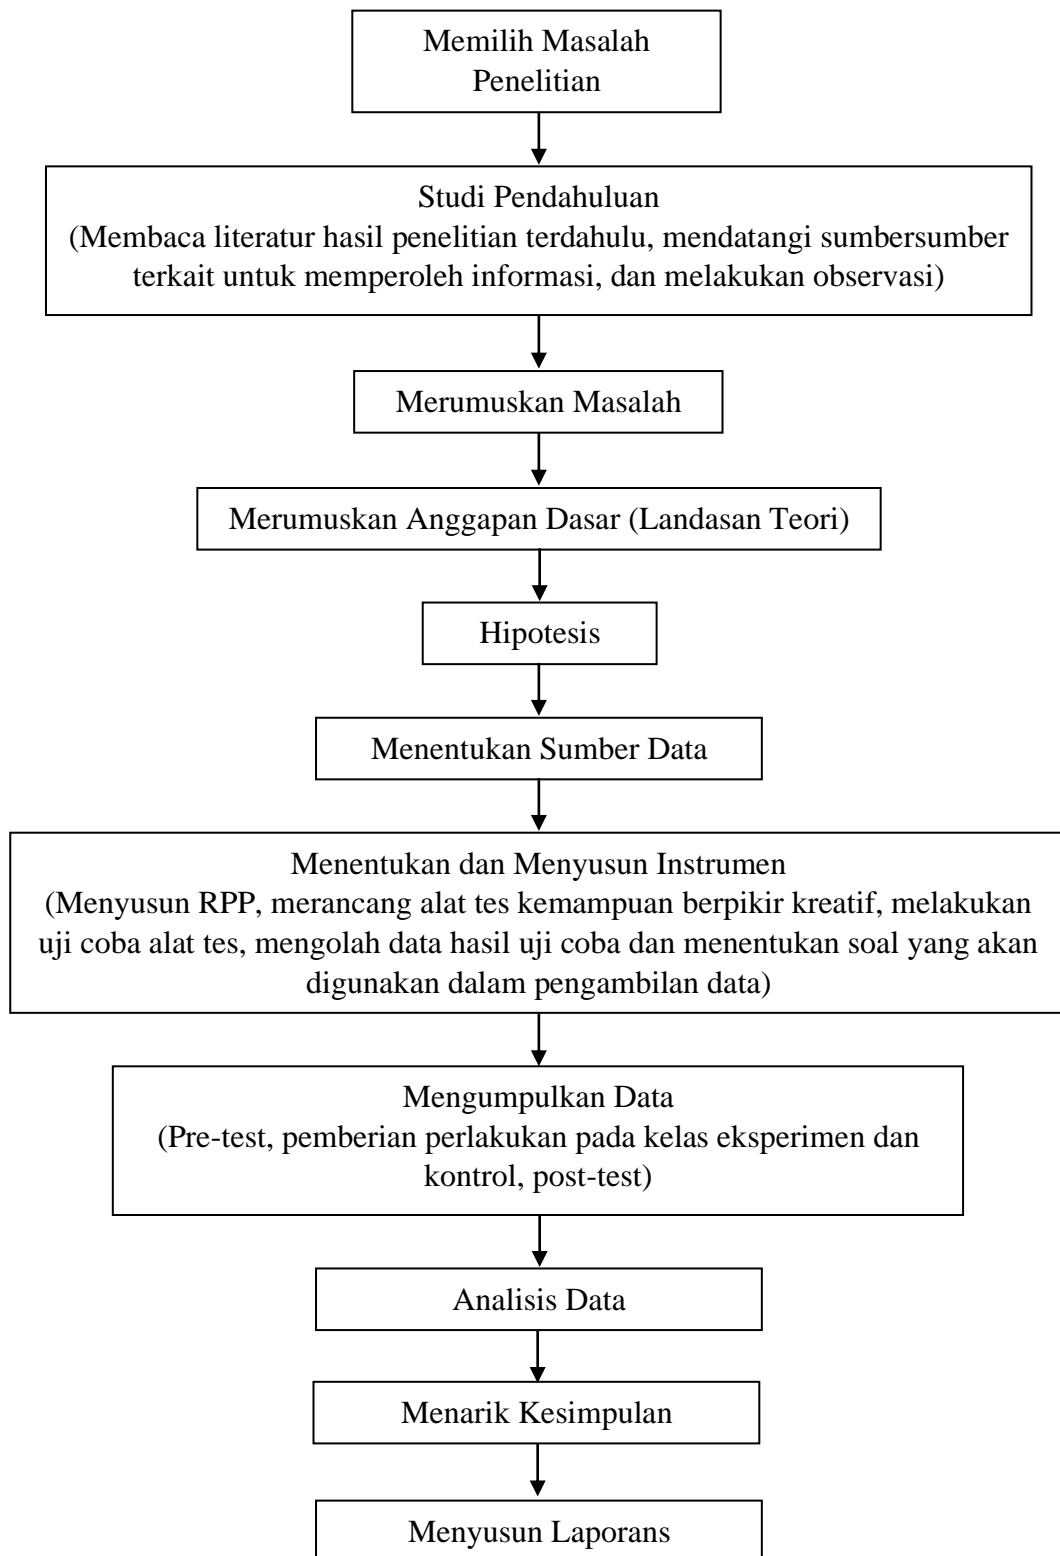 Memilih Masalah
Penelitian
Studi Pendahuluan
(Membaca literatur hasil penelitian terdahulu, mendatangi sumbersumber
terkait untuk memperoleh informasi, dan melakukan observasi)
Merumuskan Masalah
Merumuskan Anggapan Dasar (Landasan Teori)
Hipotesis
Menentukan Sumber Data
Menentukan dan Menyusun Instrumen
(Menyusun RPP, merancang alat tes kemampuan berpikir kreatif, melakukan
uji coba alat tes, mengolah data hasil uji coba dan menentukan soal yang akan
digunakan dalam pengambilan data)
Mengumpulkan Data
(Pre-test, pemberian perlakukan pada kelas eksperimen dan
kontrol, post-test)
Analisis Data
Menarik Kesimpulan
Menyusun Laporans